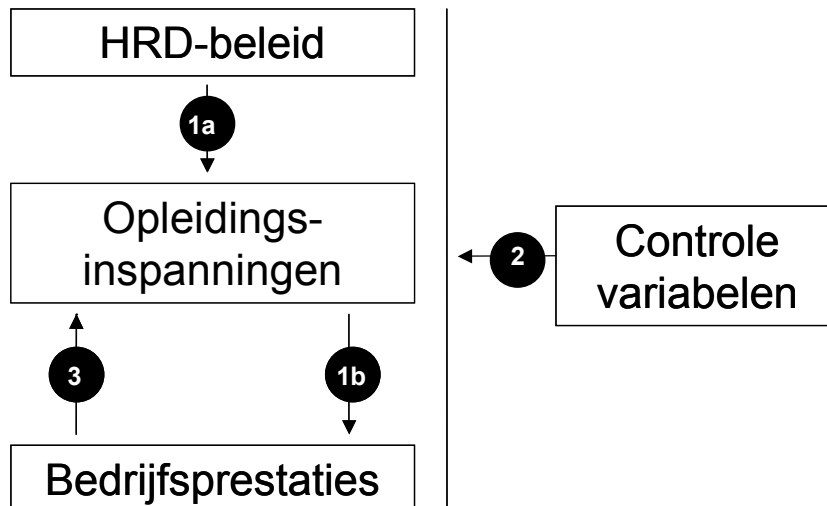 HRD-beleid
1a
Opleidings-
inspanningen
2
Controle
variabelen
3
1b
Bedrijfsprestaties